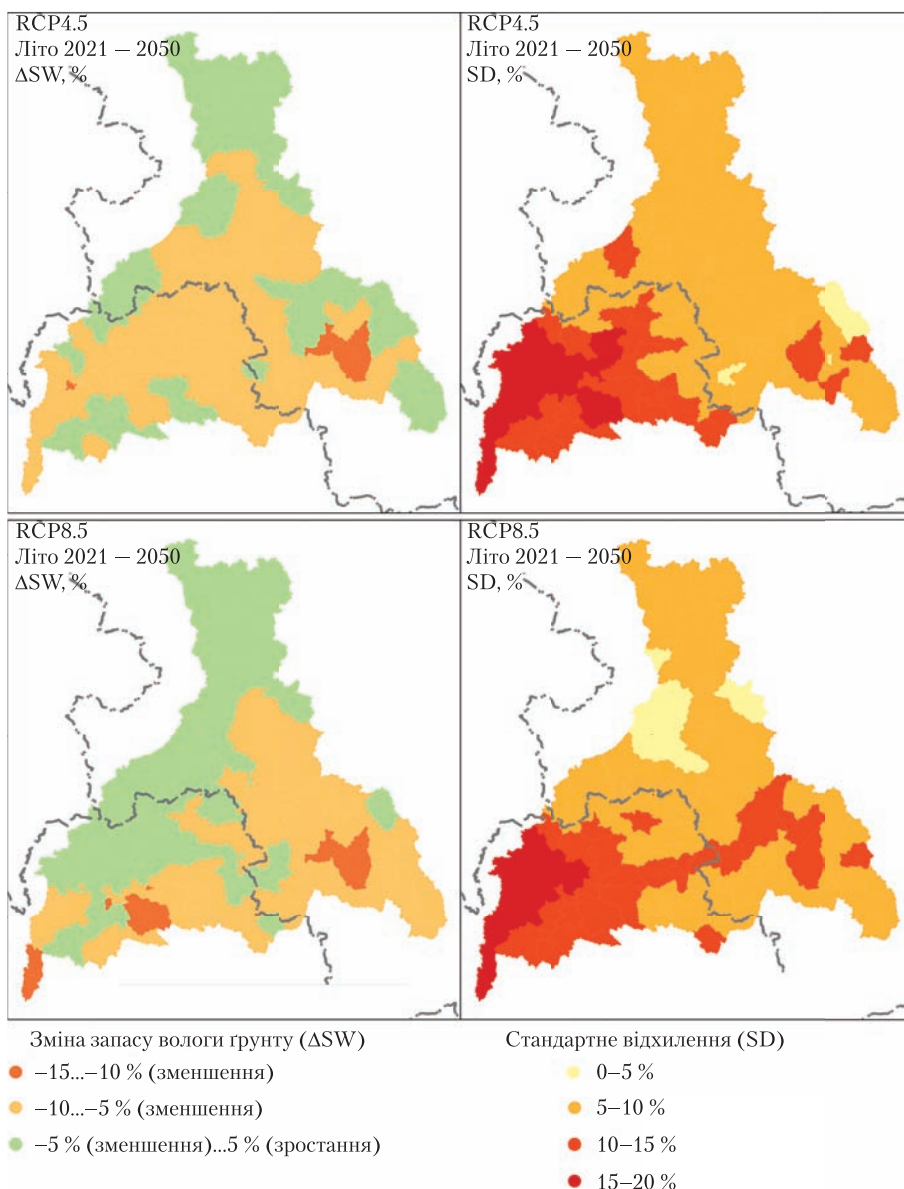 RCP4.5
Літо 2021 — 2050
ΔSW, %
RCP4.5
Літо 2021 — 2050
SD, %
RCP8.5
Літо 2021 — 2050
ΔSW, %
RCP8.5
Літо 2021 — 2050
SD, %
Зміна запасу вологи ґрунту (ΔSW)
–15...–10 % (зменшення)
–10...–5 % (зменшення)
–5 % (зменшення)...5 % (зростання)
Стандартне відхилення (SD)
0–5 %
5–10 %
10–15 %
15–20 %